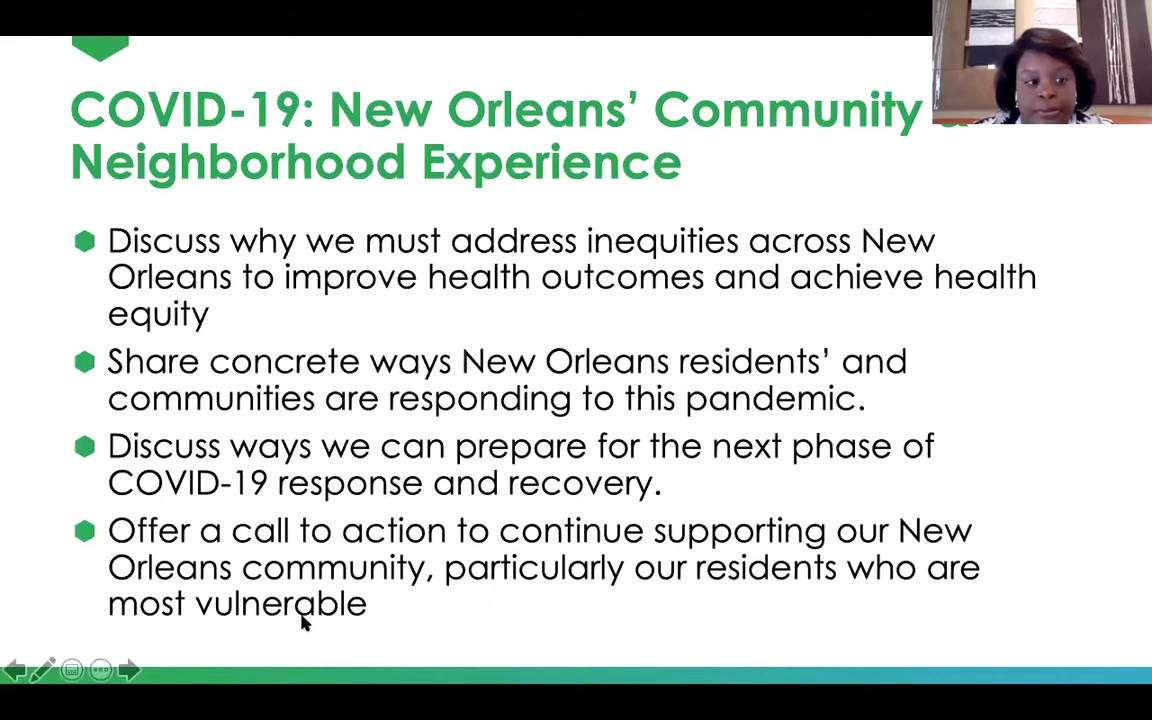 COVID-19: New Orleans’ Community
Neighborhood Experience
Discuss why we must address inequities across New
Orleans to improve health outcomes and achieve health
equity
Share concrete ways New Orleans residents’ and
communities are responding to this pandemic.
Discuss ways we can prepare for the next phase of
COVID-19 response and recovery.
Offer a call to action to continue supporting our New
Orleans community, particularly our residents who are
most vulnerable